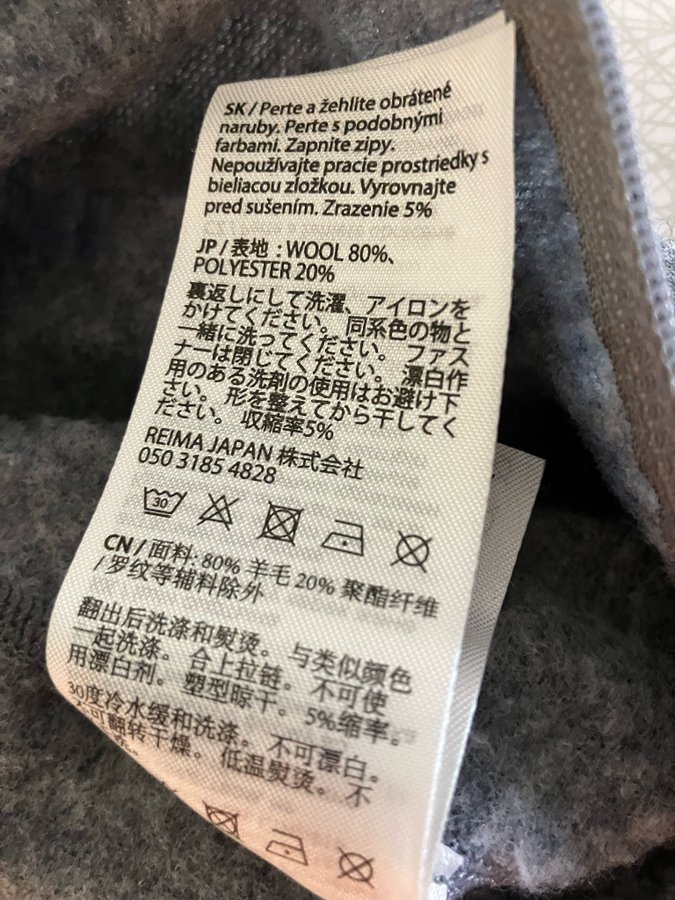 SK / Perte a žehlite obrátené
naruby. Perte s podobnými
farbami. Zapnite zipy.
Nepoužívajte pracie prostriedky s
bieliacou zložkou. Vyrovnajte
pred sušením. Zrazenie 5%
JP / 表地 : WOOL 80%、
POLYESTER 20%
裏返しにして洗濯、アイロンを
かけてください。 同系色の物と
一緒に洗ってください。 ファス
ナーは閉じてください。 漂白作
用のある洗剤の使用はお避け下
さい。 形を整えてから干してく
ださい。 収縮率5%
REIMA JAPAN 株式会社
050 3185 4828
30
CN / 面料: 80% 羊毛 20% 聚酯纤维
/ 罗纹等辅料除外
翻出后洗涤和熨烫。 与类似颜色
一起洗涤。 合上拉链。 不可使
用漂白剂。 塑型晾干。 5%缩率。
30度冷水缓和洗涤。 不可漂白。
不可翻转干燥。 低温熨烫。 不